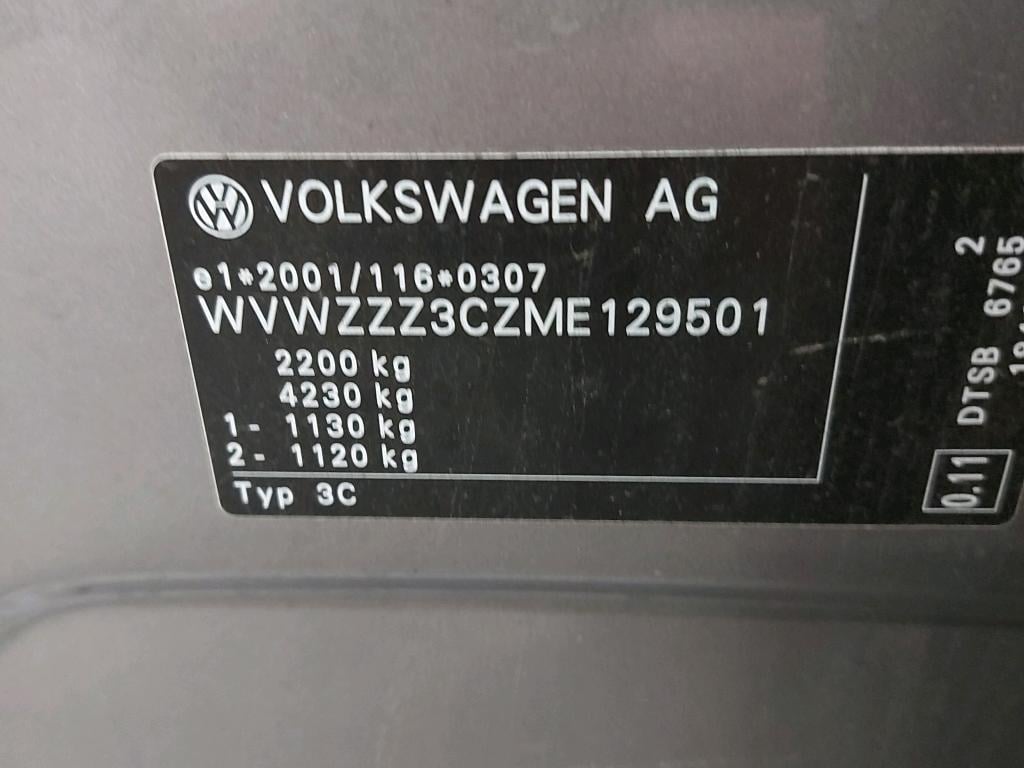 VOLKSWAGEN AG
e1*2001/116*0307
WVWZZZ3CZME129501
2200 kg
4230 kg
1- 1130 kg
2- 1120 kg
Typ 3C
0.11 DTSB 6765
2